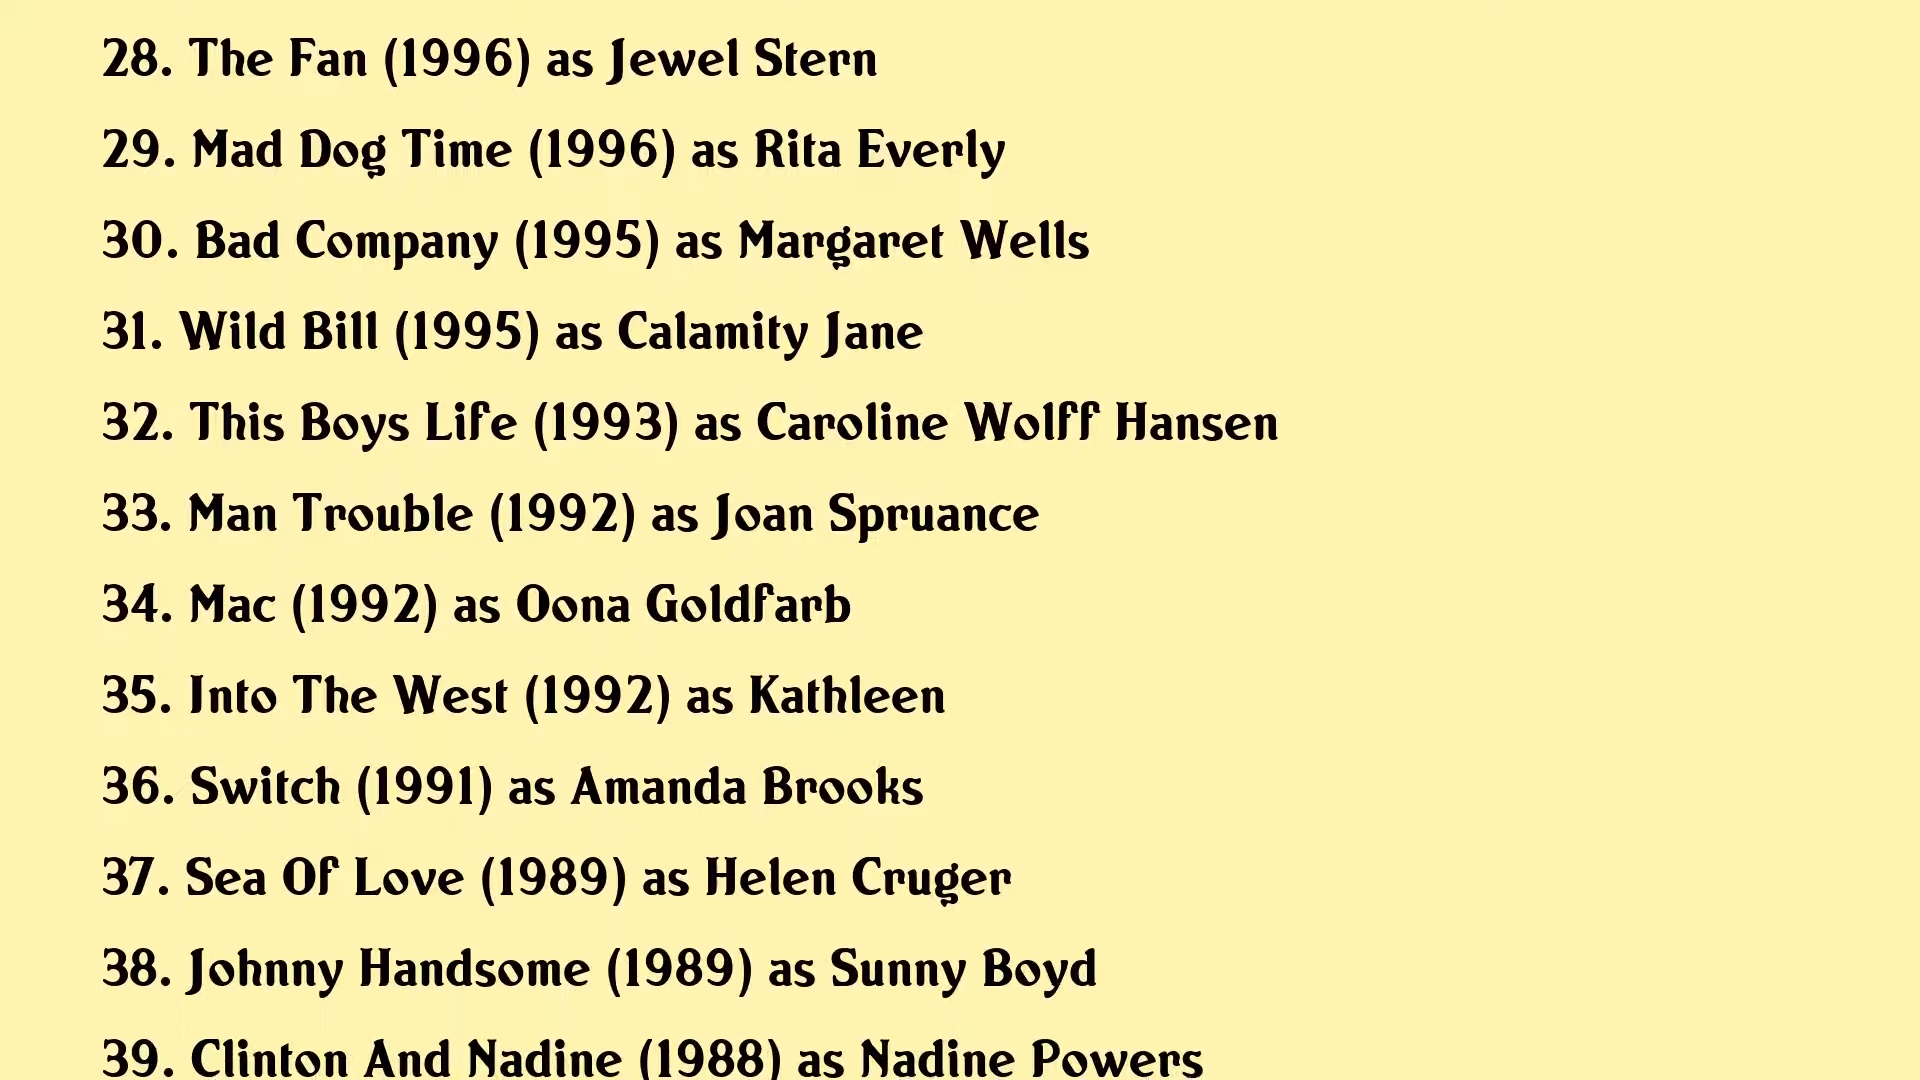 28. The Fan (1996) as Jewel Stern
29. Mad Dog Time (1996) as Rita Everly
30. Bad Company (1995) as Margaret Wells
31. Wild Bill (1995) as Calamity Jane
32. This Boys Life (1993) as Caroline Wolff Hansen
33. Man Trouble (1992) as Joan Spruance
34. Mac (1992) as Oona Goldfarb
35. Into The West (1992) as Kathleen
36. Switch (1991) as Amanda Brooks
37. Sea Of Love (1989) as Helen Cruger
38. Johnny Handsome (1989) as Sunny Boyd
39. Clinton And Nadine (1988) as Nadine Powers